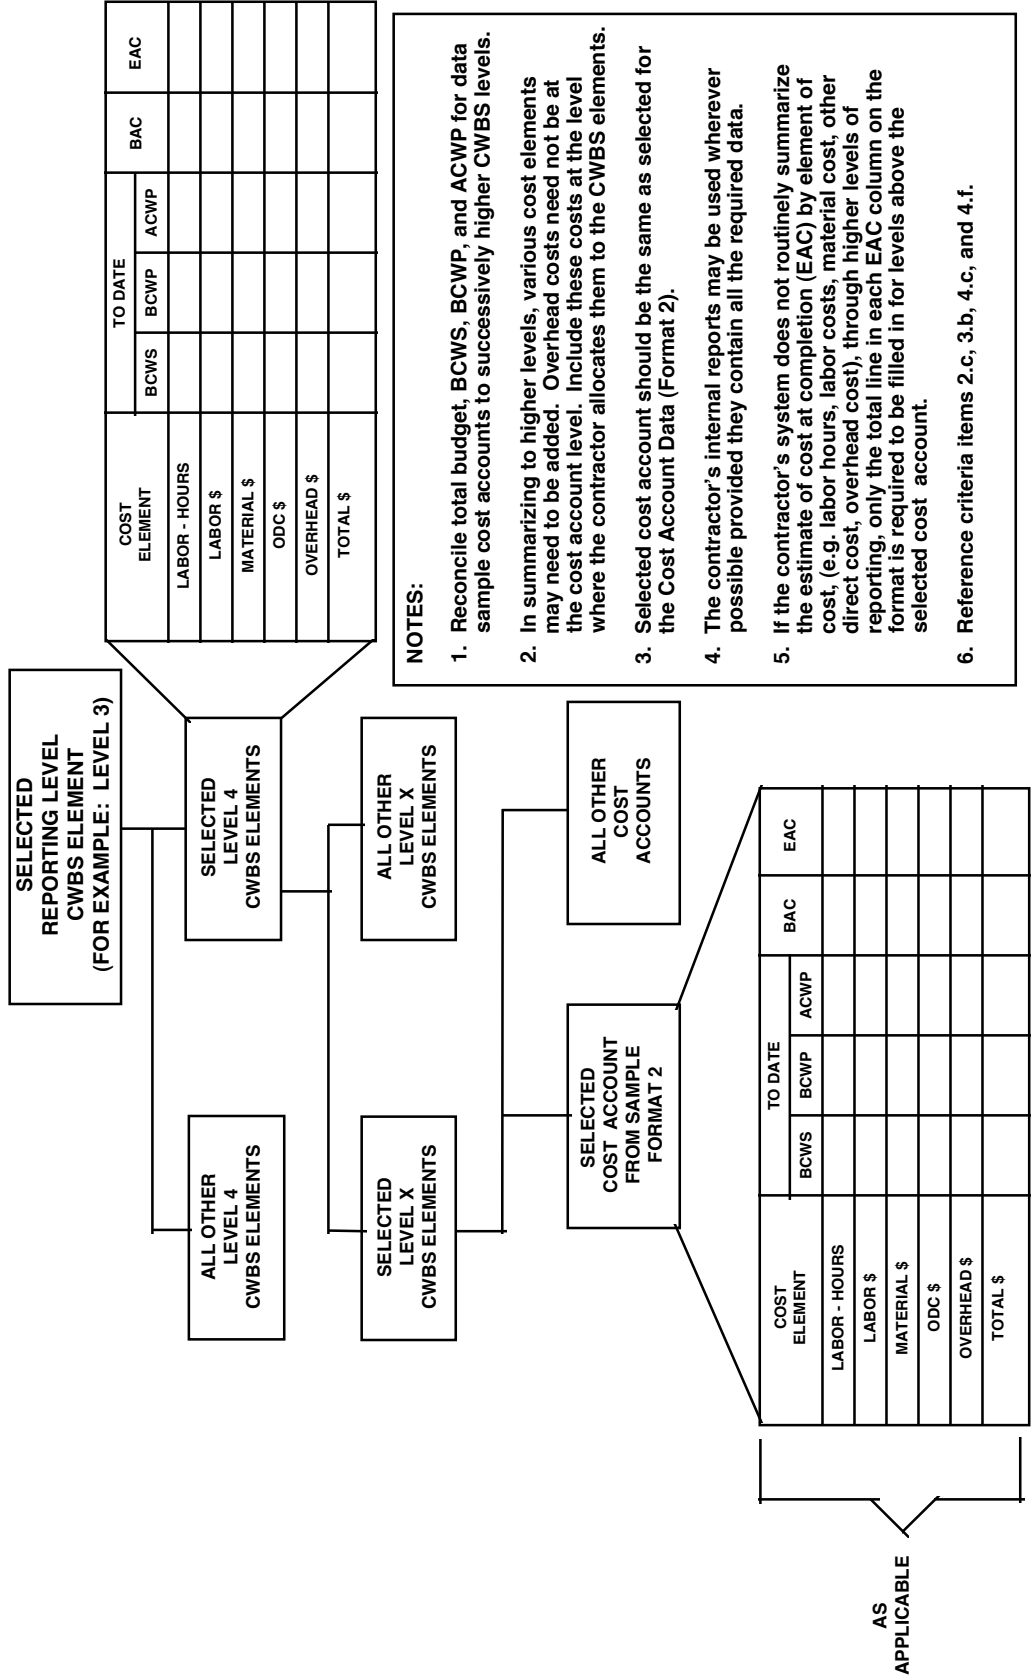 SELECTED
REPORTING LEVEL
CWBS ELEMENT
(FOR EXAMPLE: LEVEL 3)
ALL OTHER
LEVEL 4
CWBS ELEMENTS
SELECTED
LEVEL 4
CWBS ELEMENTS
COST
ELEMENT
TO DATE
BCWS
BCWP
ACWP
BAC
EAC
LABOR - HOURS
LABOR $
MATERIAL $
ODC $
OVERHEAD $
TOTAL $
SELECTED
LEVEL X
CWBS ELEMENTS
ALL OTHER
LEVEL X
CWBS ELEMENTS
SELECTED
COST ACCOUNT
FROM SAMPLE
FORMAT 2
ALL OTHER
COST
ACCOUNTS
NOTES:
1. Reconcile total budget, BCWS, BCWP, and ACWP for data
sample cost accounts to successively higher CWBS levels.
2. In summarizing to higher levels, various cost elements
may need to be added. Overhead costs need not be at
the cost account level. Include these costs at the level
where the contractor allocates them to the CWBS elements.
3. Selected cost account should be the same as selected for
the Cost Account Data (Format 2).
4. The contractor's internal reports may be used wherever
possible provided they contain all the required data.
5. If the contractor's system does not routinely summarize
the estimate of cost at completion (EAC) by element of
cost, (e.g. labor hours, labor costs, material cost, other
direct cost, overhead cost), through higher levels of
reporting, only the total line in each EAC column on the
format is required to be filled in for levels above the
selected cost account.
6. Reference criteria items 2.c, 3.b, 4.c, and 4.f.
AS
APPLICABLE
COST
ELEMENT
TO DATE
BCWS
BCWP
ACWP
BAC
EAC
LABOR - HOURS
LABOR $
MATERIAL $
ODC $
OVERHEAD $
TOTAL $